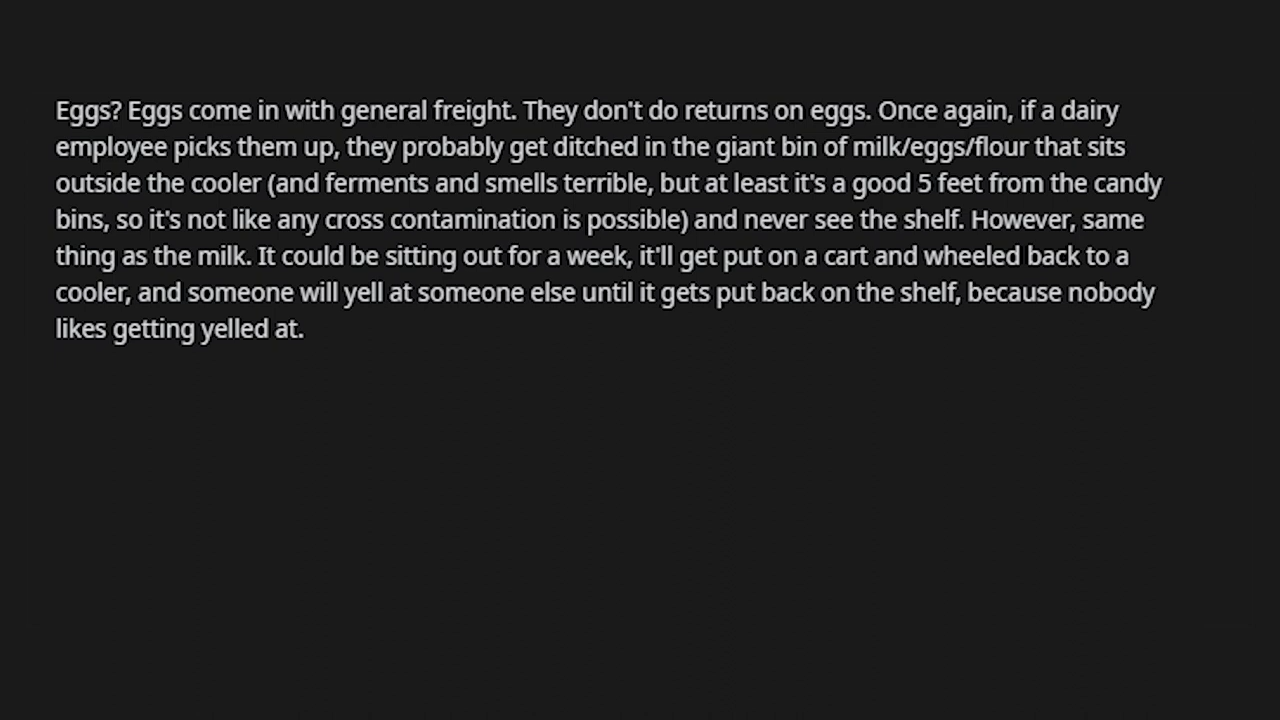 Eggs? Eggs come in with general freight. They don't do returns on eggs. Once again, if a dairy
employee picks them up, they probably get ditched in the giant bin of milk/eggs/flour that sits
outside the cooler (and ferments and smells terrible, but at least it's a good 5 feet from the candy
bins, so it's not like any cross contamination is possible) and never see the shelf. However, same
thing as the milk. It could be sitting out for a week, it'll get put on a cart and wheeled back to a
cooler, and someone will yell at someone else until it gets put back on the shelf, because nobody
likes getting yelled at.